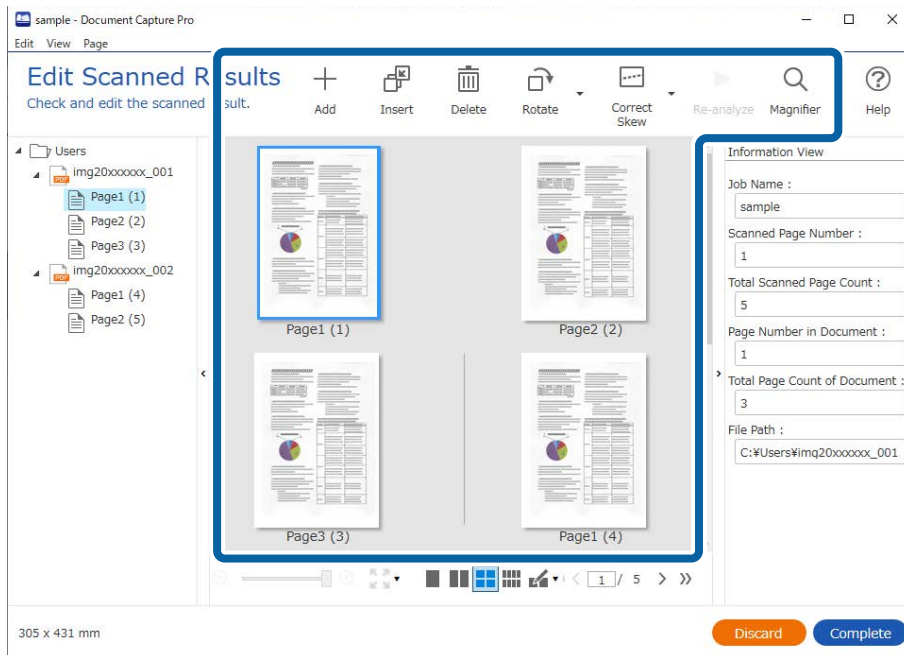 sample - Document Capture Pro
Edit View Page
Edit Scanned Results
Check and edit the scanned sult.
Add
Insert
Delete
Rotate
Correct Skew
Re-analyze
Magnifier
Help
Users
img20xxxxxx_001
Page1 (1)
Page2 (2)
Page3 (3)
img20xxxxxx_002
Page1 (4)
Page2 (5)
Page1 (1)
Page2 (2)
Page3 (3)
Page1 (4)
Information View
Job Name :
sample
Scanned Page Number :
1
Total Scanned Page Count :
5
Page Number in Document :
1
Total Page Count of Document :
3
File Path :
C:¥Users¥img20xxxxxx_001
1 / 5
305 x 431 mm
Discard
Complete